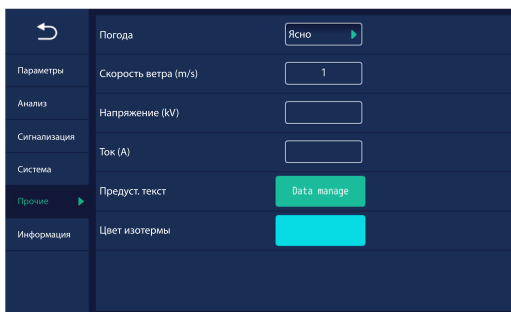 Погода
Ясно
Параметры
Скорость ветра (m/s)
1
Анализ
Напряжение (kV)
Сигнализация
Ток (A)
Система
Предуст. текст
Data manage
Прочие
Информация
Цвет изотермы